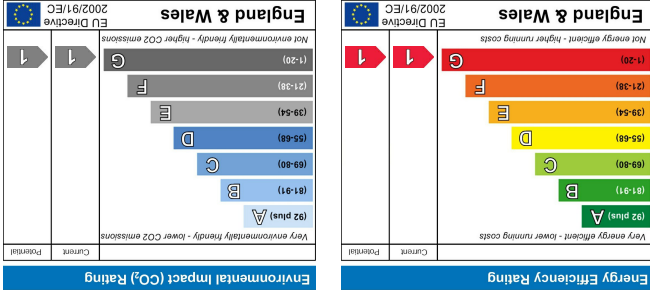 Energy Efficiency Rating
Current Potential
Very energy efficient - lower running costs
(92 plus) A
(81-91) B
(69-80) C
(55-68) D
(39-54) E
(21-38) F
(1-20) G
1 1
Not energy efficient - higher running costs
England & Wales
EU Directive
2002/91/EC
Environmental Impact (CO₂) Rating
Current Potential
Very environmentally friendly - lower CO2 emissions
(92 plus) A
(81-91) B
(69-80) C
(55-68) D
(39-54) E
(21-38) F
(1-20) G
1 1
Not environmentally friendly - higher CO2 emissions
England & Wales
EU Directive
2002/91/EC